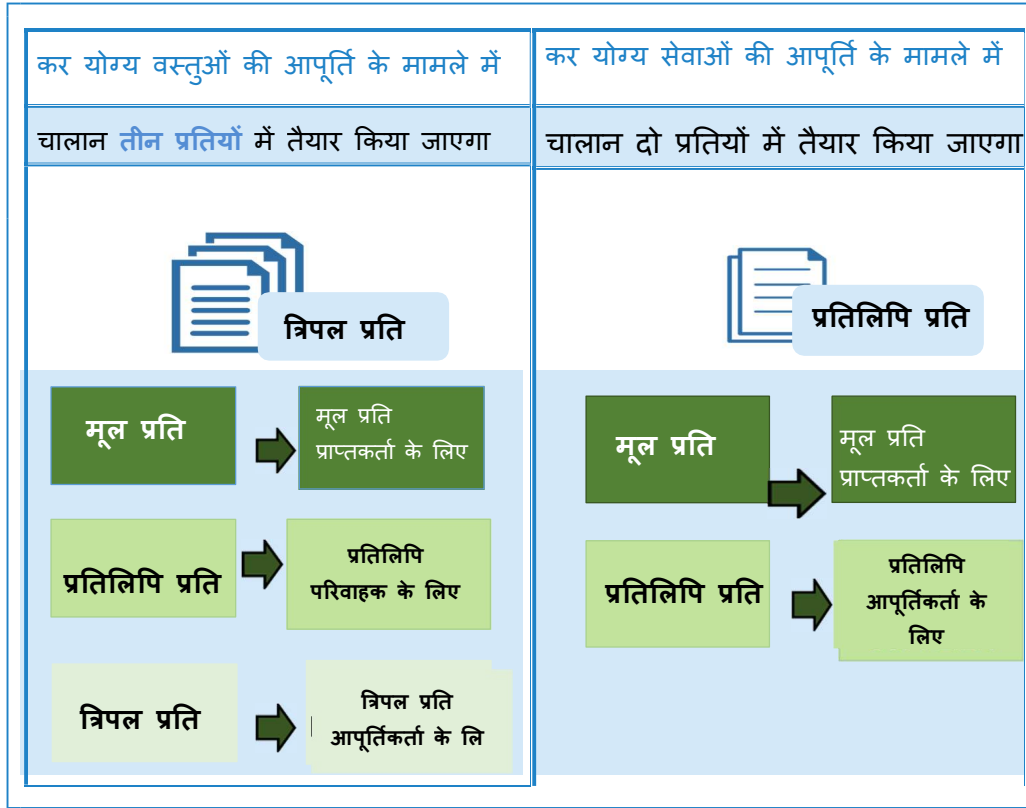 कर योग्य वस्तुओं की आपूर्ति के मामले में
चालान तीन प्रतियों में तैयार किया जाएगा
त्रिपल प्रति
मूल प्रति
मूल प्रति
प्राप्तकर्ता के लिए
प्रतिलिपि प्रति
प्रतिलिपि
परिवाहक के लिए
त्रिपल प्रति
त्रिपल प्रति
आपूर्तिकर्ता के लि
कर योग्य सेवाओं की आपूर्ति के मामले में
चालान दो प्रतियों में तैयार किया जाएगा
प्रतिलिपि प्रति
मूल प्रति
मूल प्रति
प्राप्तकर्ता के लिए
प्रतिलिपि प्रति
प्रतिलिपि
आपूर्तिकर्ता के
लिए